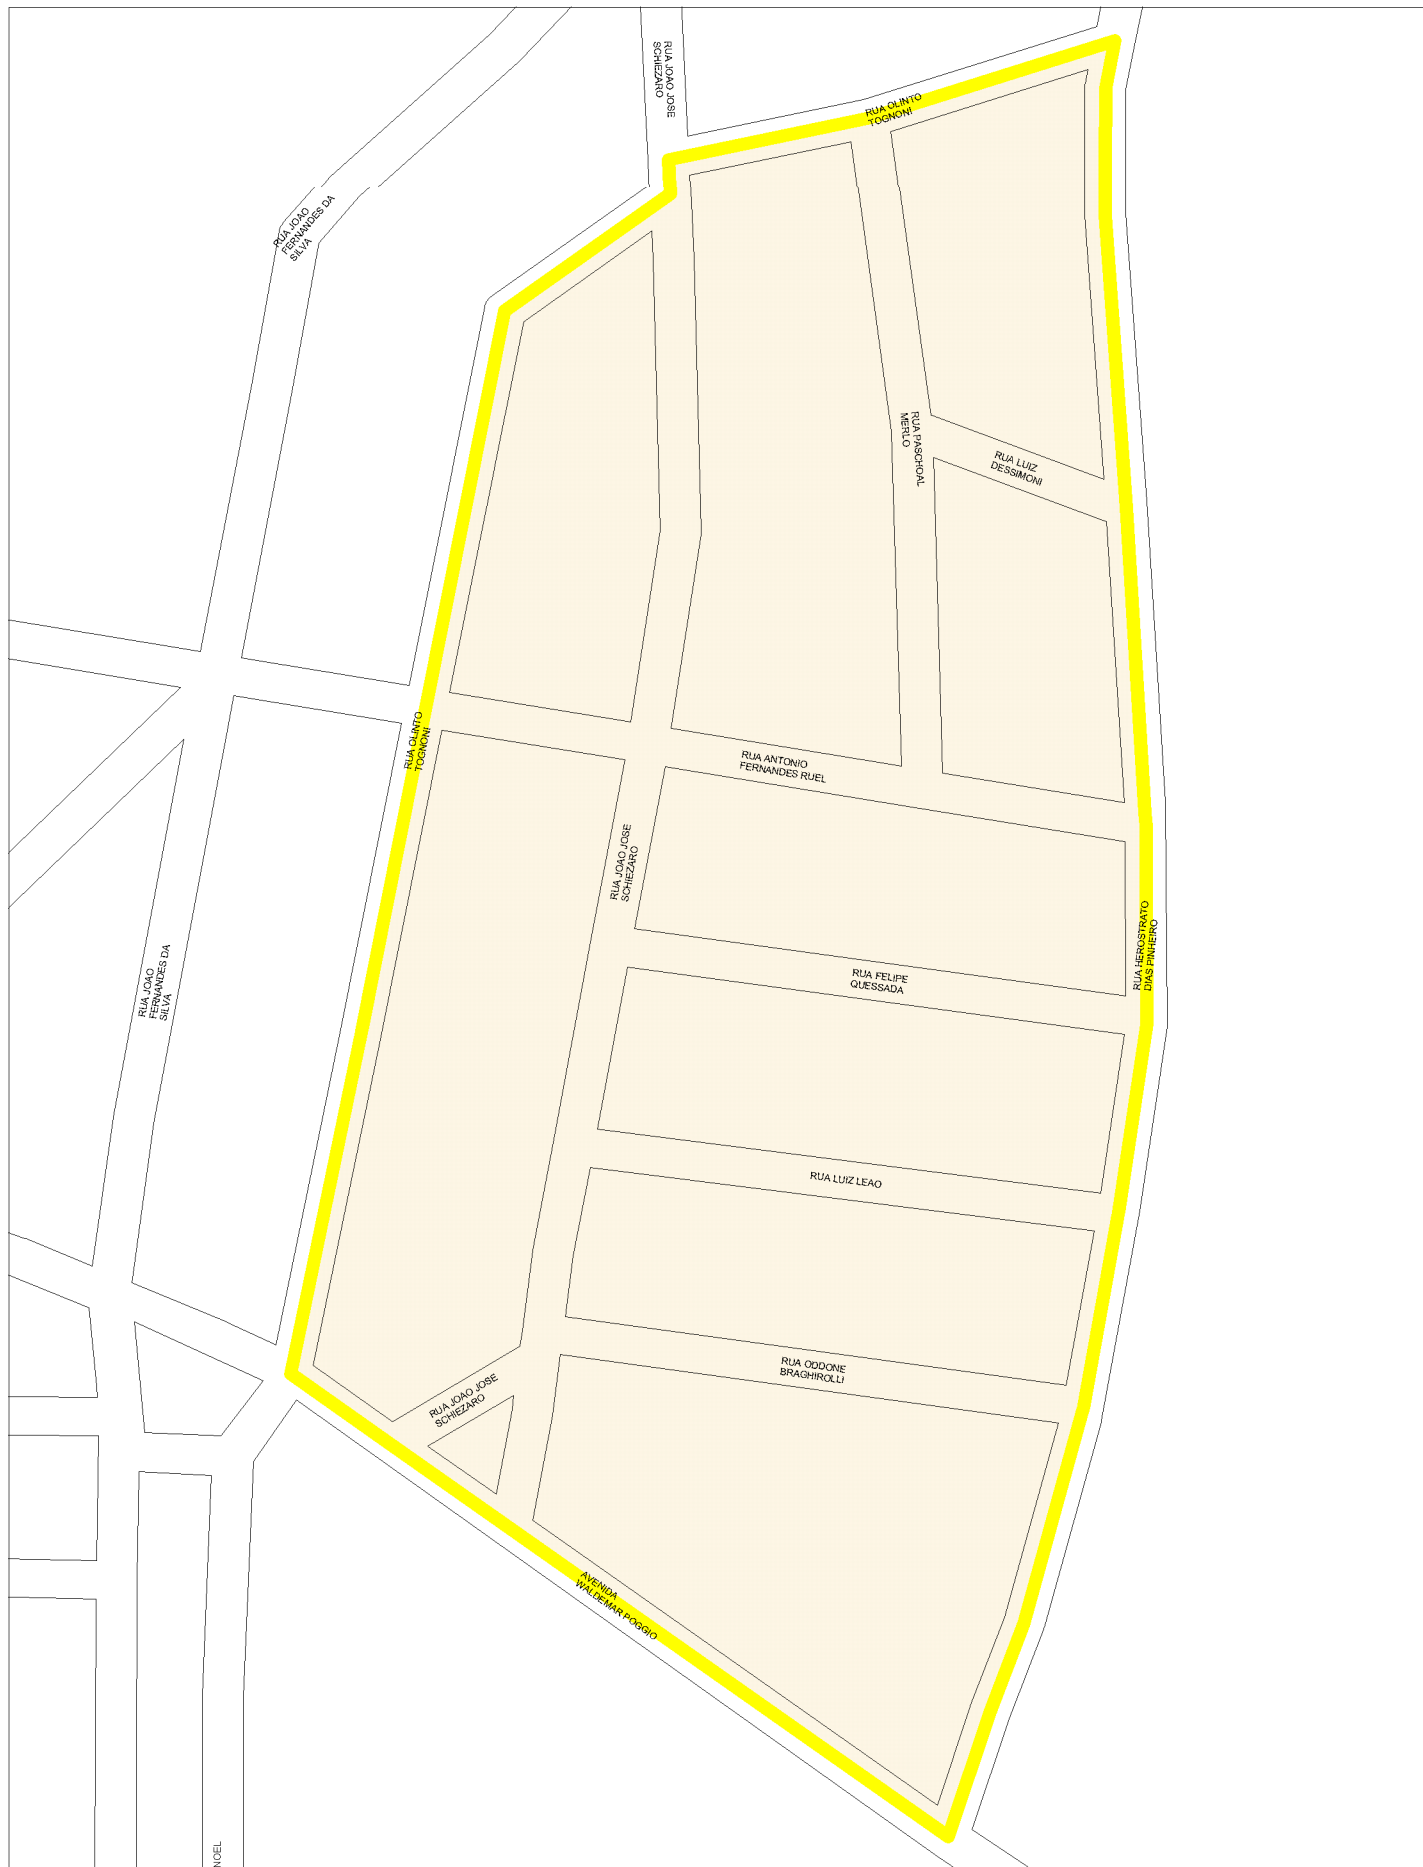 RUA JOAO JOSE
SCHIEZARO
RUA OLINTO
TOGNONI
RUA JOAO
FERNANDES DA
SILVA
RUA PASCHOAL
MERLO
RUA LUIZ
DESSIMONI
RUA OLINTO
TOGNONI
RUA ANTONIO
FERNANDES RUEL
RUA JOAO JOSE
SCHIEZARO
RUA HEROSTRATO
DIAS PINHEIRO
RUA JOAO
FERNANDES DA
SILVA
RUA FELIPE
QUESSADA
RUA LUIZ LEAO
RUA ODDONE
BRAGHIROLLI
RUA JOAO JOSE
SCHIEZARO
AVENIDA
WALDEMAR POGGIO
NOEL